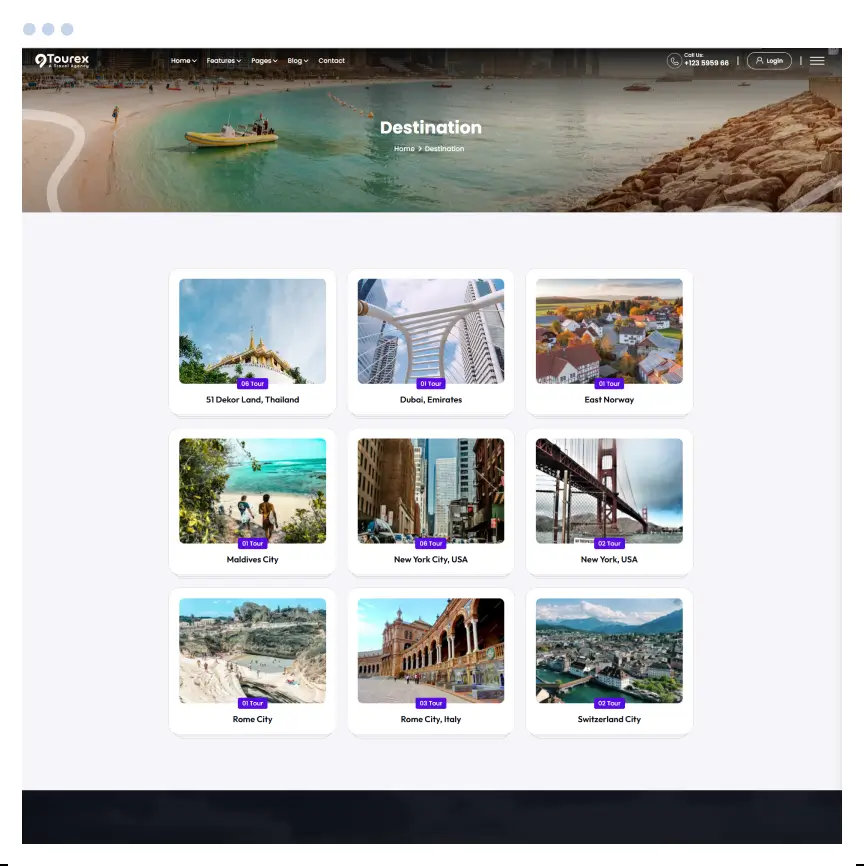 Tourex
A Travel Agency
Home
Features
Pages
Blog
Contact
Call Us:
+123 5959 66
Login
Destination
Home > Destination
06 Tour
51 Dekor Land, Thailand
01 Tour
Dubai, Emirates
01 Tour
East Norway
01 Tour
Maldives City
06 Tour
New York City, USA
02 Tour
New York, USA
01 Tour
Rome City
03 Tour
Rome City, Italy
02 Tour
Switzerland City